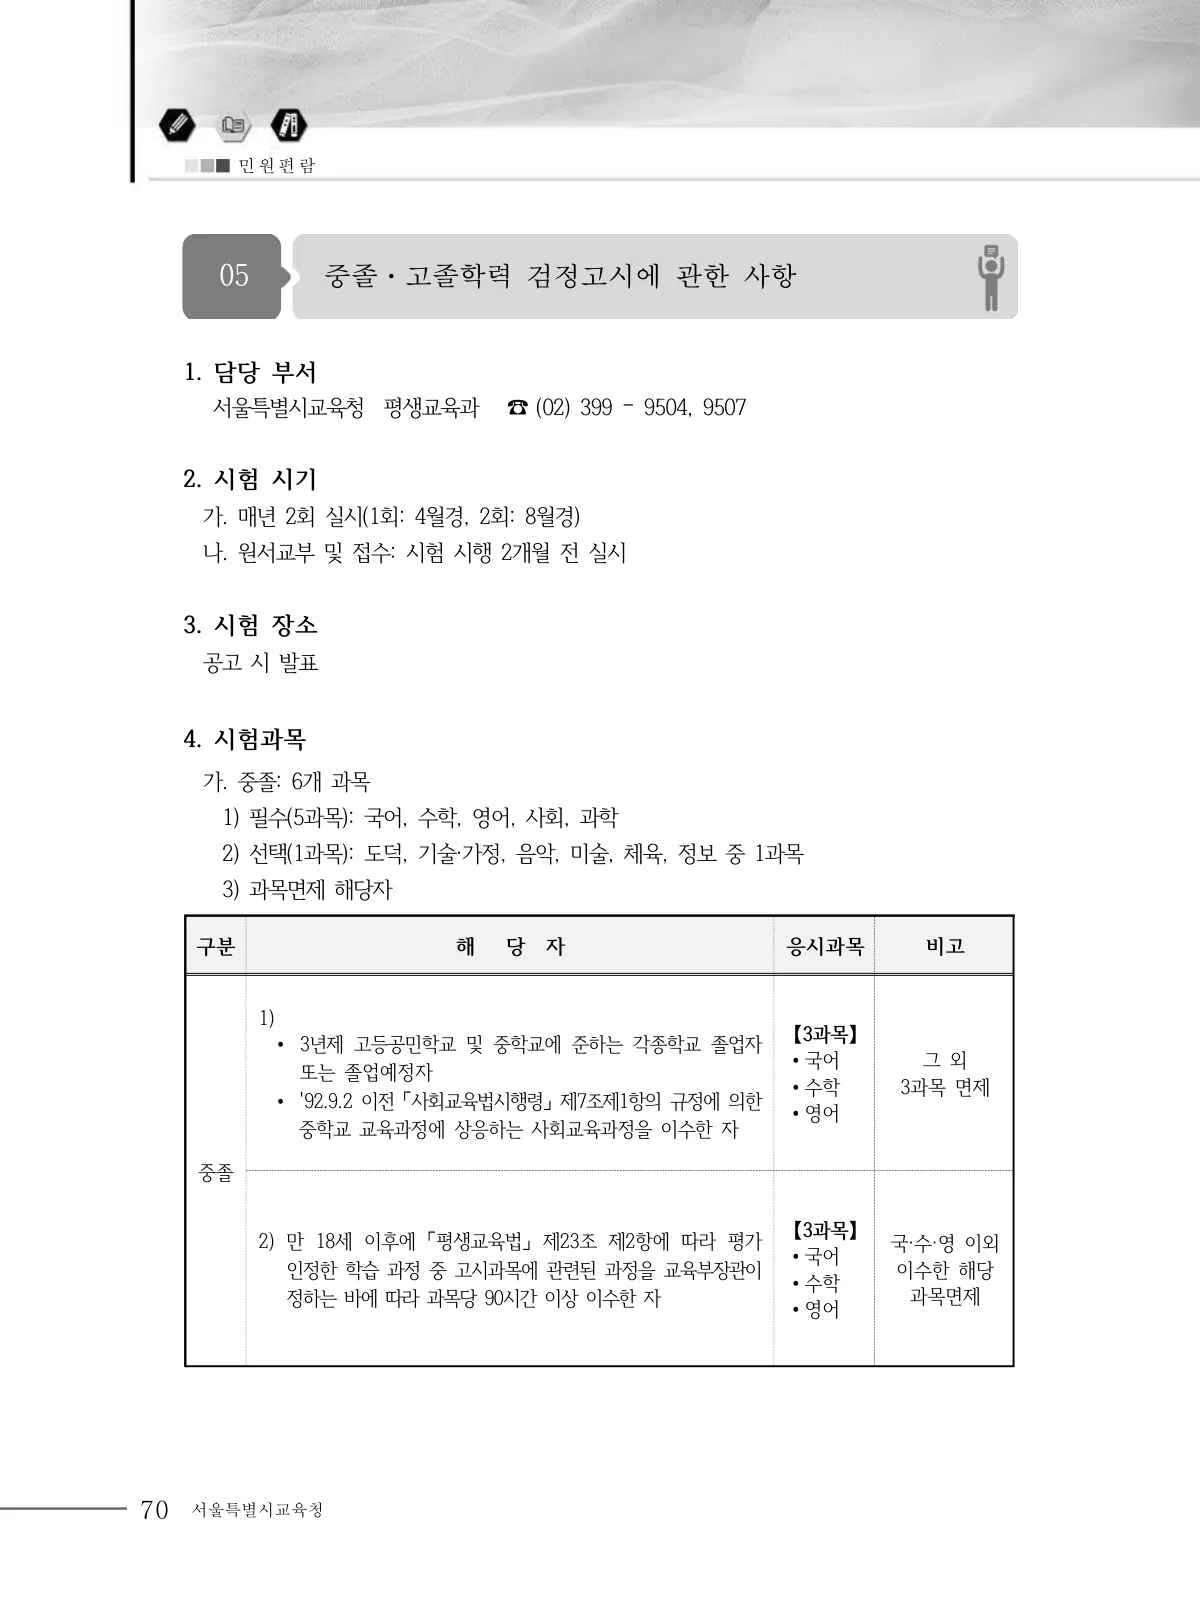 민원편람
05
중졸·고졸학력 검정고시에 관한 사항
1. 담당 부서
서울특별시교육청 평생교육과 ☎ (02) 399 - 9504, 9507
2. 시험 시기
가. 매년 2회 실시(1회: 4월경, 2회: 8월경)
나. 원서교부 및 접수: 시험 시행 2개월 전 실시
3. 시험 장소
공고 시 발표
4. 시험과목
가. 중졸: 6개 과목
1) 필수(5과목): 국어, 수학, 영어, 사회, 과학
2) 선택(1과목): 도덕, 기술·가정, 음악, 미술, 체육, 정보 중 1과목
3) 과목면제 해당자
구분 해 당 자 응시과목 비고
중졸
1)
• 3년제 고등공민학교 및 중학교에 준하는 각종학교 졸업자
또는 졸업예정자
• '92.9.2 이전「사회교육법시행령」제7조제1항의 규정에 의한
중학교 교육과정에 상응하는 사회교육과정을 이수한 자
【3과목】
•국어
•수학
•영어
그 외
3과목 면제
2) 만 18세 이후에「평생교육법」제23조 제2항에 따라 평가
인정한 학습 과정 중 고시과목에 관련된 과정을 교육부장관이
정하는 바에 따라 과목당 90시간 이상 이수한 자
【3과목】
•국어
•수학
•영어
국·수·영 이외
이수한 해당
과목면제
70 서울특별시교육청